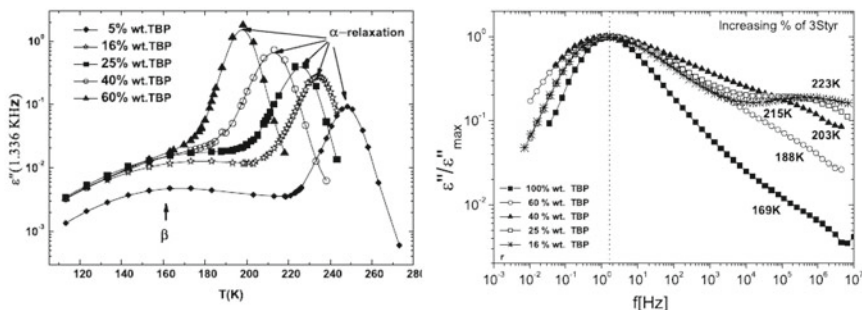 5% wt.TBP
16% wt.TBP
25% wt.TBP
40% wt.TBP
60% wt.TBP
α–relaxation
β
ε"(1.336 KHz)
10⁰
10⁻¹
10⁻²
10⁻³
120 140 160 180 200 220 240 260 280
T(K)
Increasing % of 3Styr
223K
215K
203K
188K
169K
100% wt. TBP
60 % wt. TBP
40 % wt. TBP
25 % wt. TBP
16 % wt. TBP
r
ε"/ε"max
10⁰
10⁻¹
10⁻²
10⁻³ 10⁻² 10⁻¹ 10⁰ 10¹ 10² 10³ 10⁴ 10⁵ 10⁶ 10⁷
f[Hz]